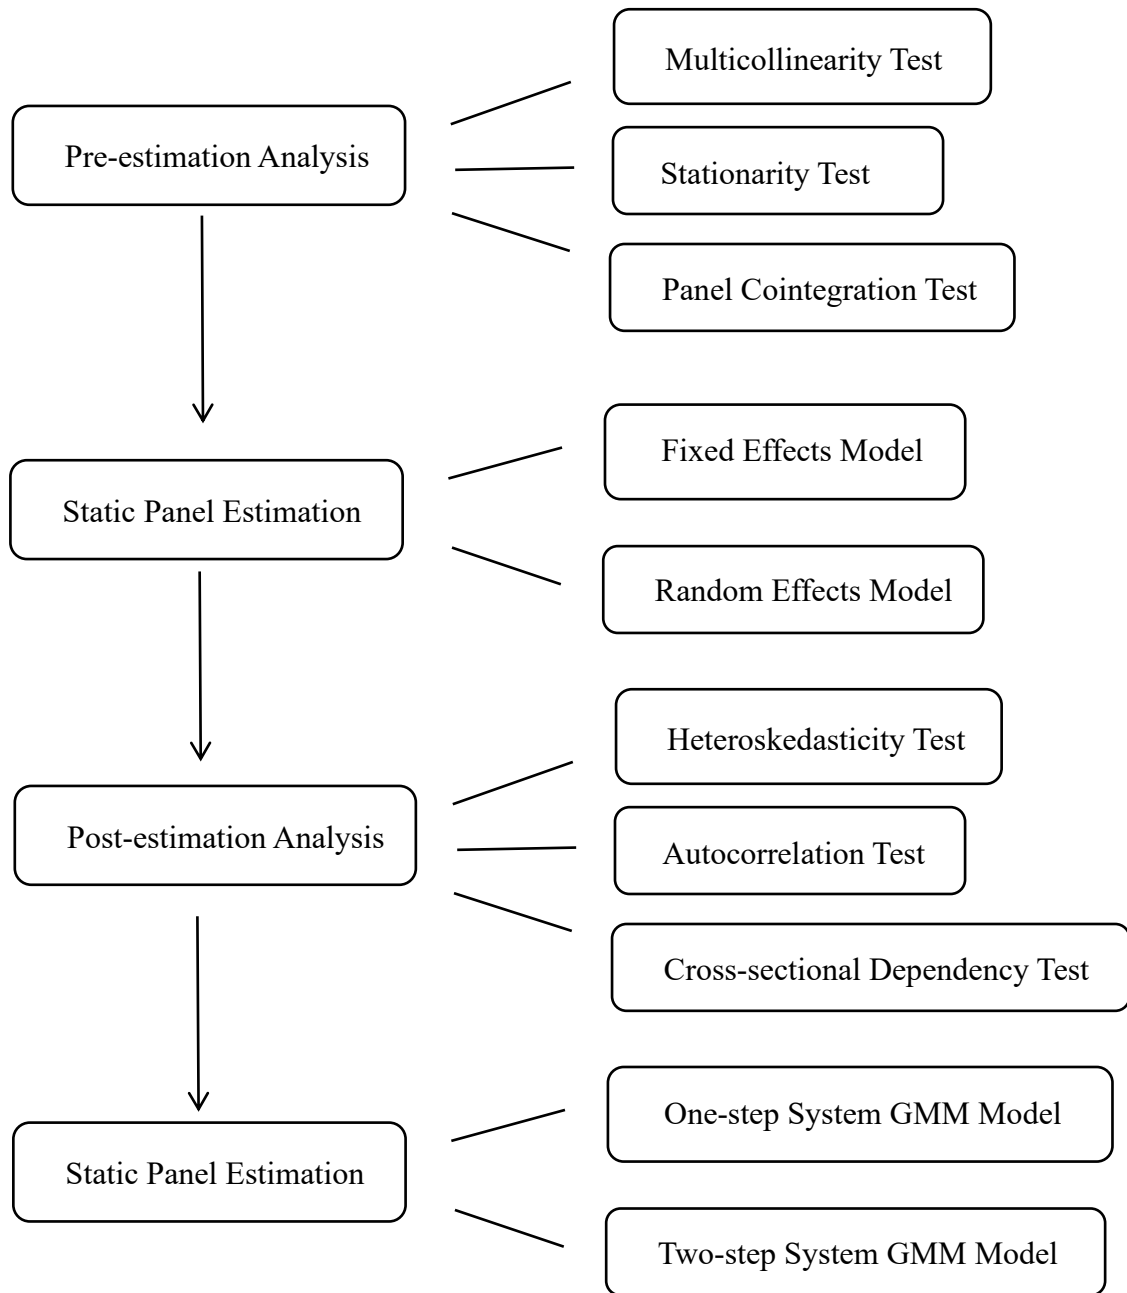 Pre-estimation Analysis
Multicollinearity Test
Stationarity Test
Panel Cointegration Test
Static Panel Estimation
Fixed Effects Model
Random Effects Model
Post-estimation Analysis
Heteroskedasticity Test
Autocorrelation Test
Cross-sectional Dependency Test
Static Panel Estimation
One-step System GMM Model
Two-step System GMM Model